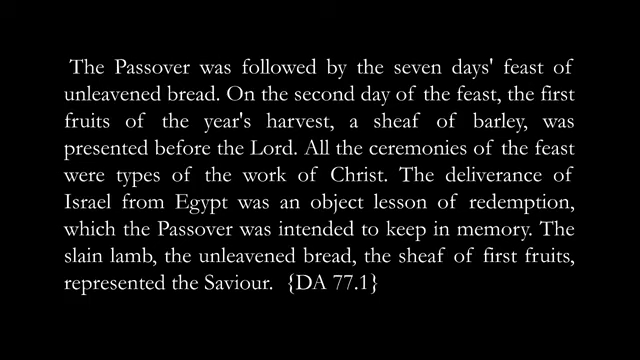 The Passover was followed by the seven days' feast of
unleavened bread. On the second day of the feast, the first
fruits of the year's harvest, a sheaf of barley, was
presented before the Lord. All the ceremonies of the feast
were types of the work of Christ. The deliverance of
Israel from Egypt was an object lesson of redemption,
which the Passover was intended to keep in memory. The
slain lamb, the unleavened bread, the sheaf of first fruits,
represented the Saviour. {DA 77.1}